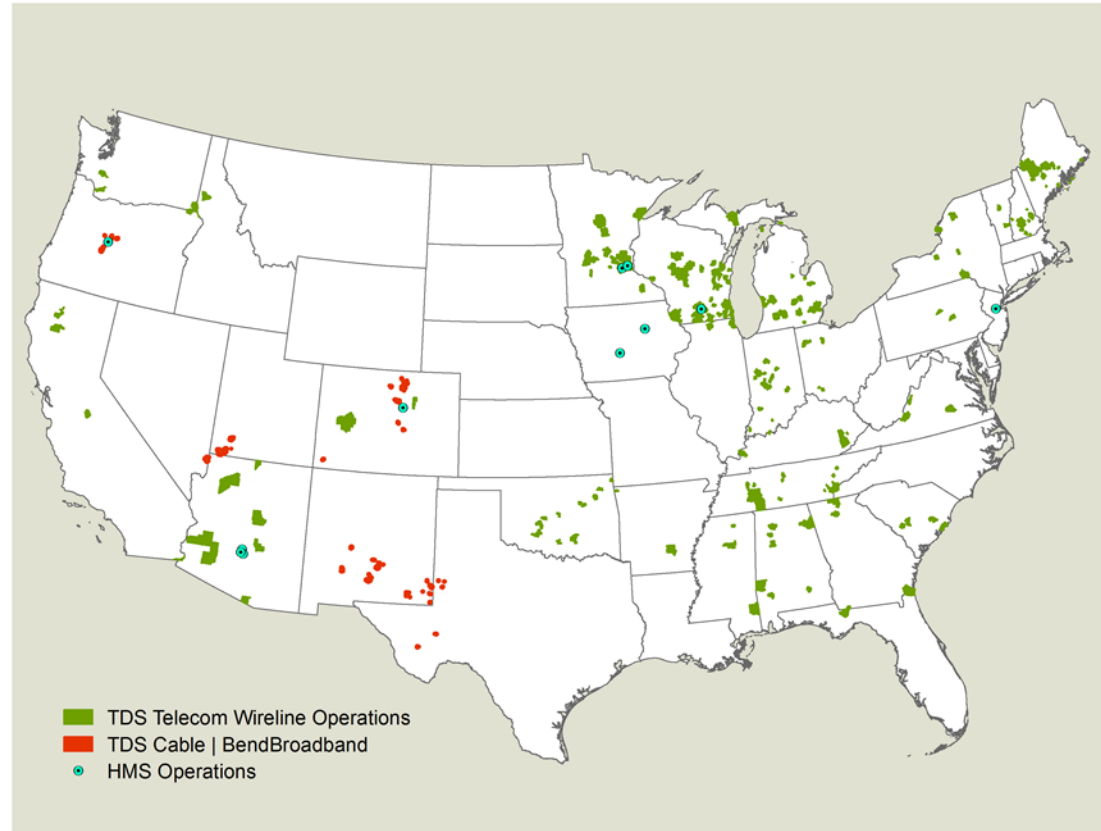 TDS Telecom Wireline Operations
TDS Cable | BendBroadband
HMS Operations